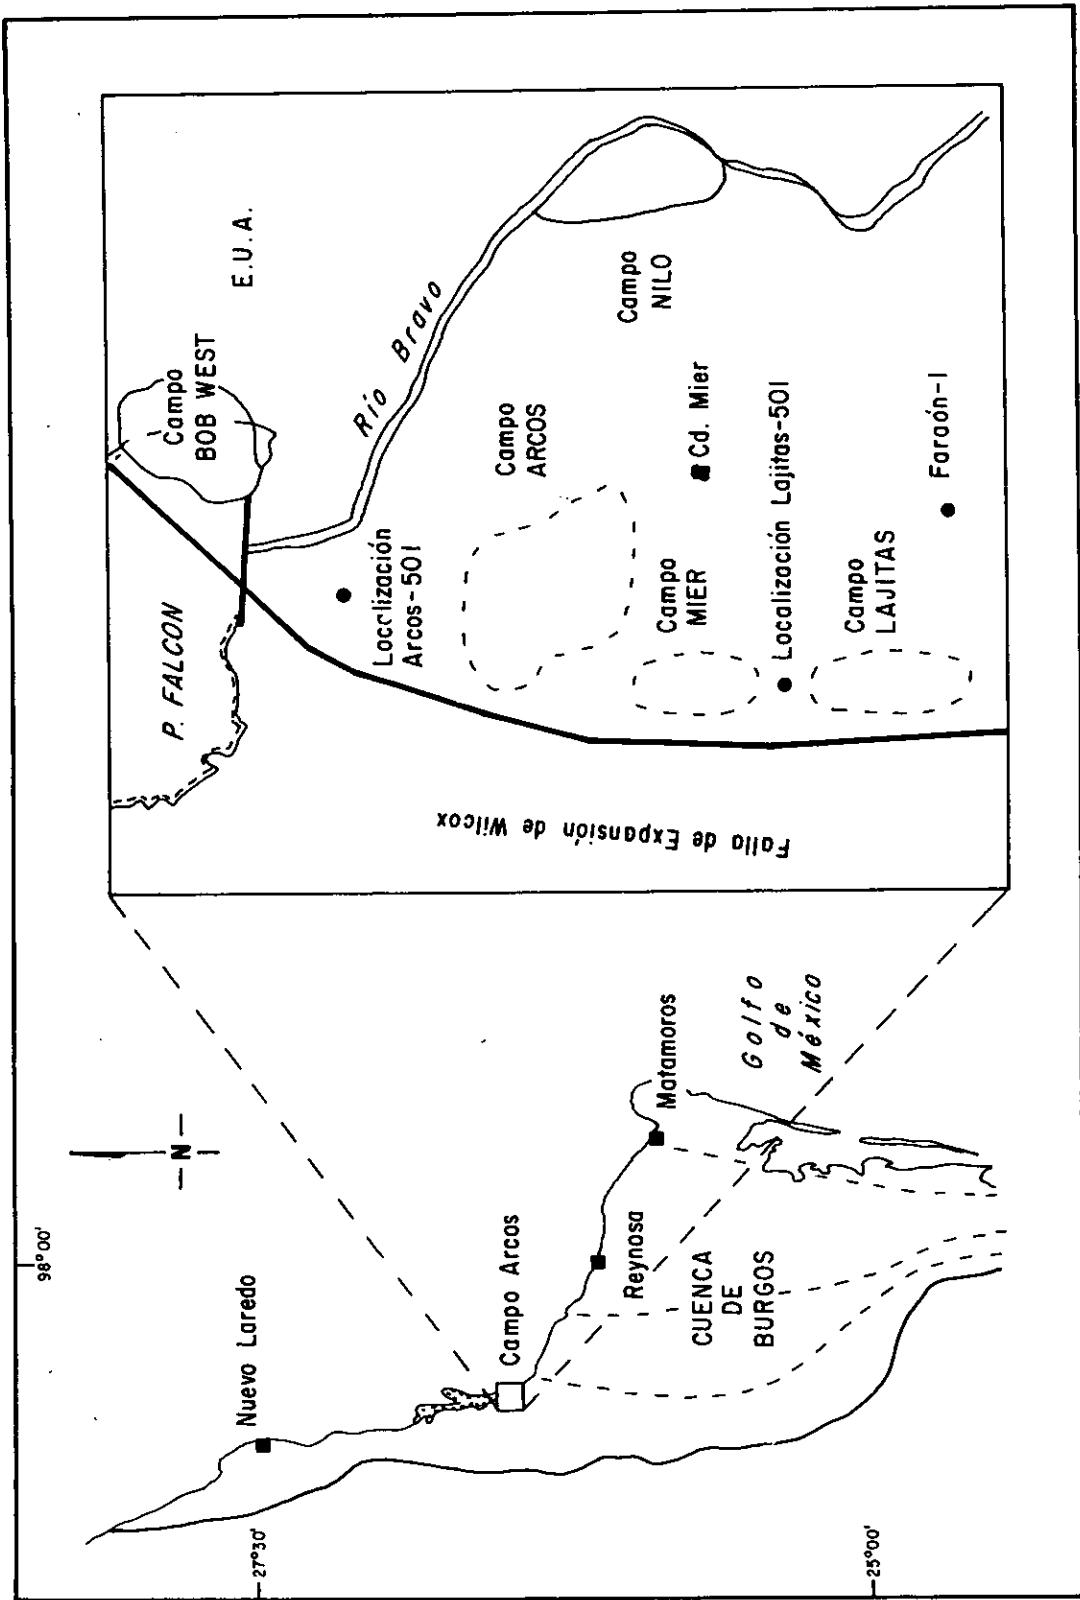 98°00'
27°30'
25°00'
N
Nuevo Laredo
Campo Arcos
Reynosa
Matamoros
CUENCA
DE
BURGOS
Golfo
de
México
P. FALCON
Campo
BOB WEST
E.U.A.
Río Bravo
Localización
Arcos-501
Campo
ARCOS
Campo
NILO
Campo
MIER
Cd. Mier
Localización Lajitas-501
Campo
LAJITAS
Faraón-1
Falla de Expansión de Wilcox